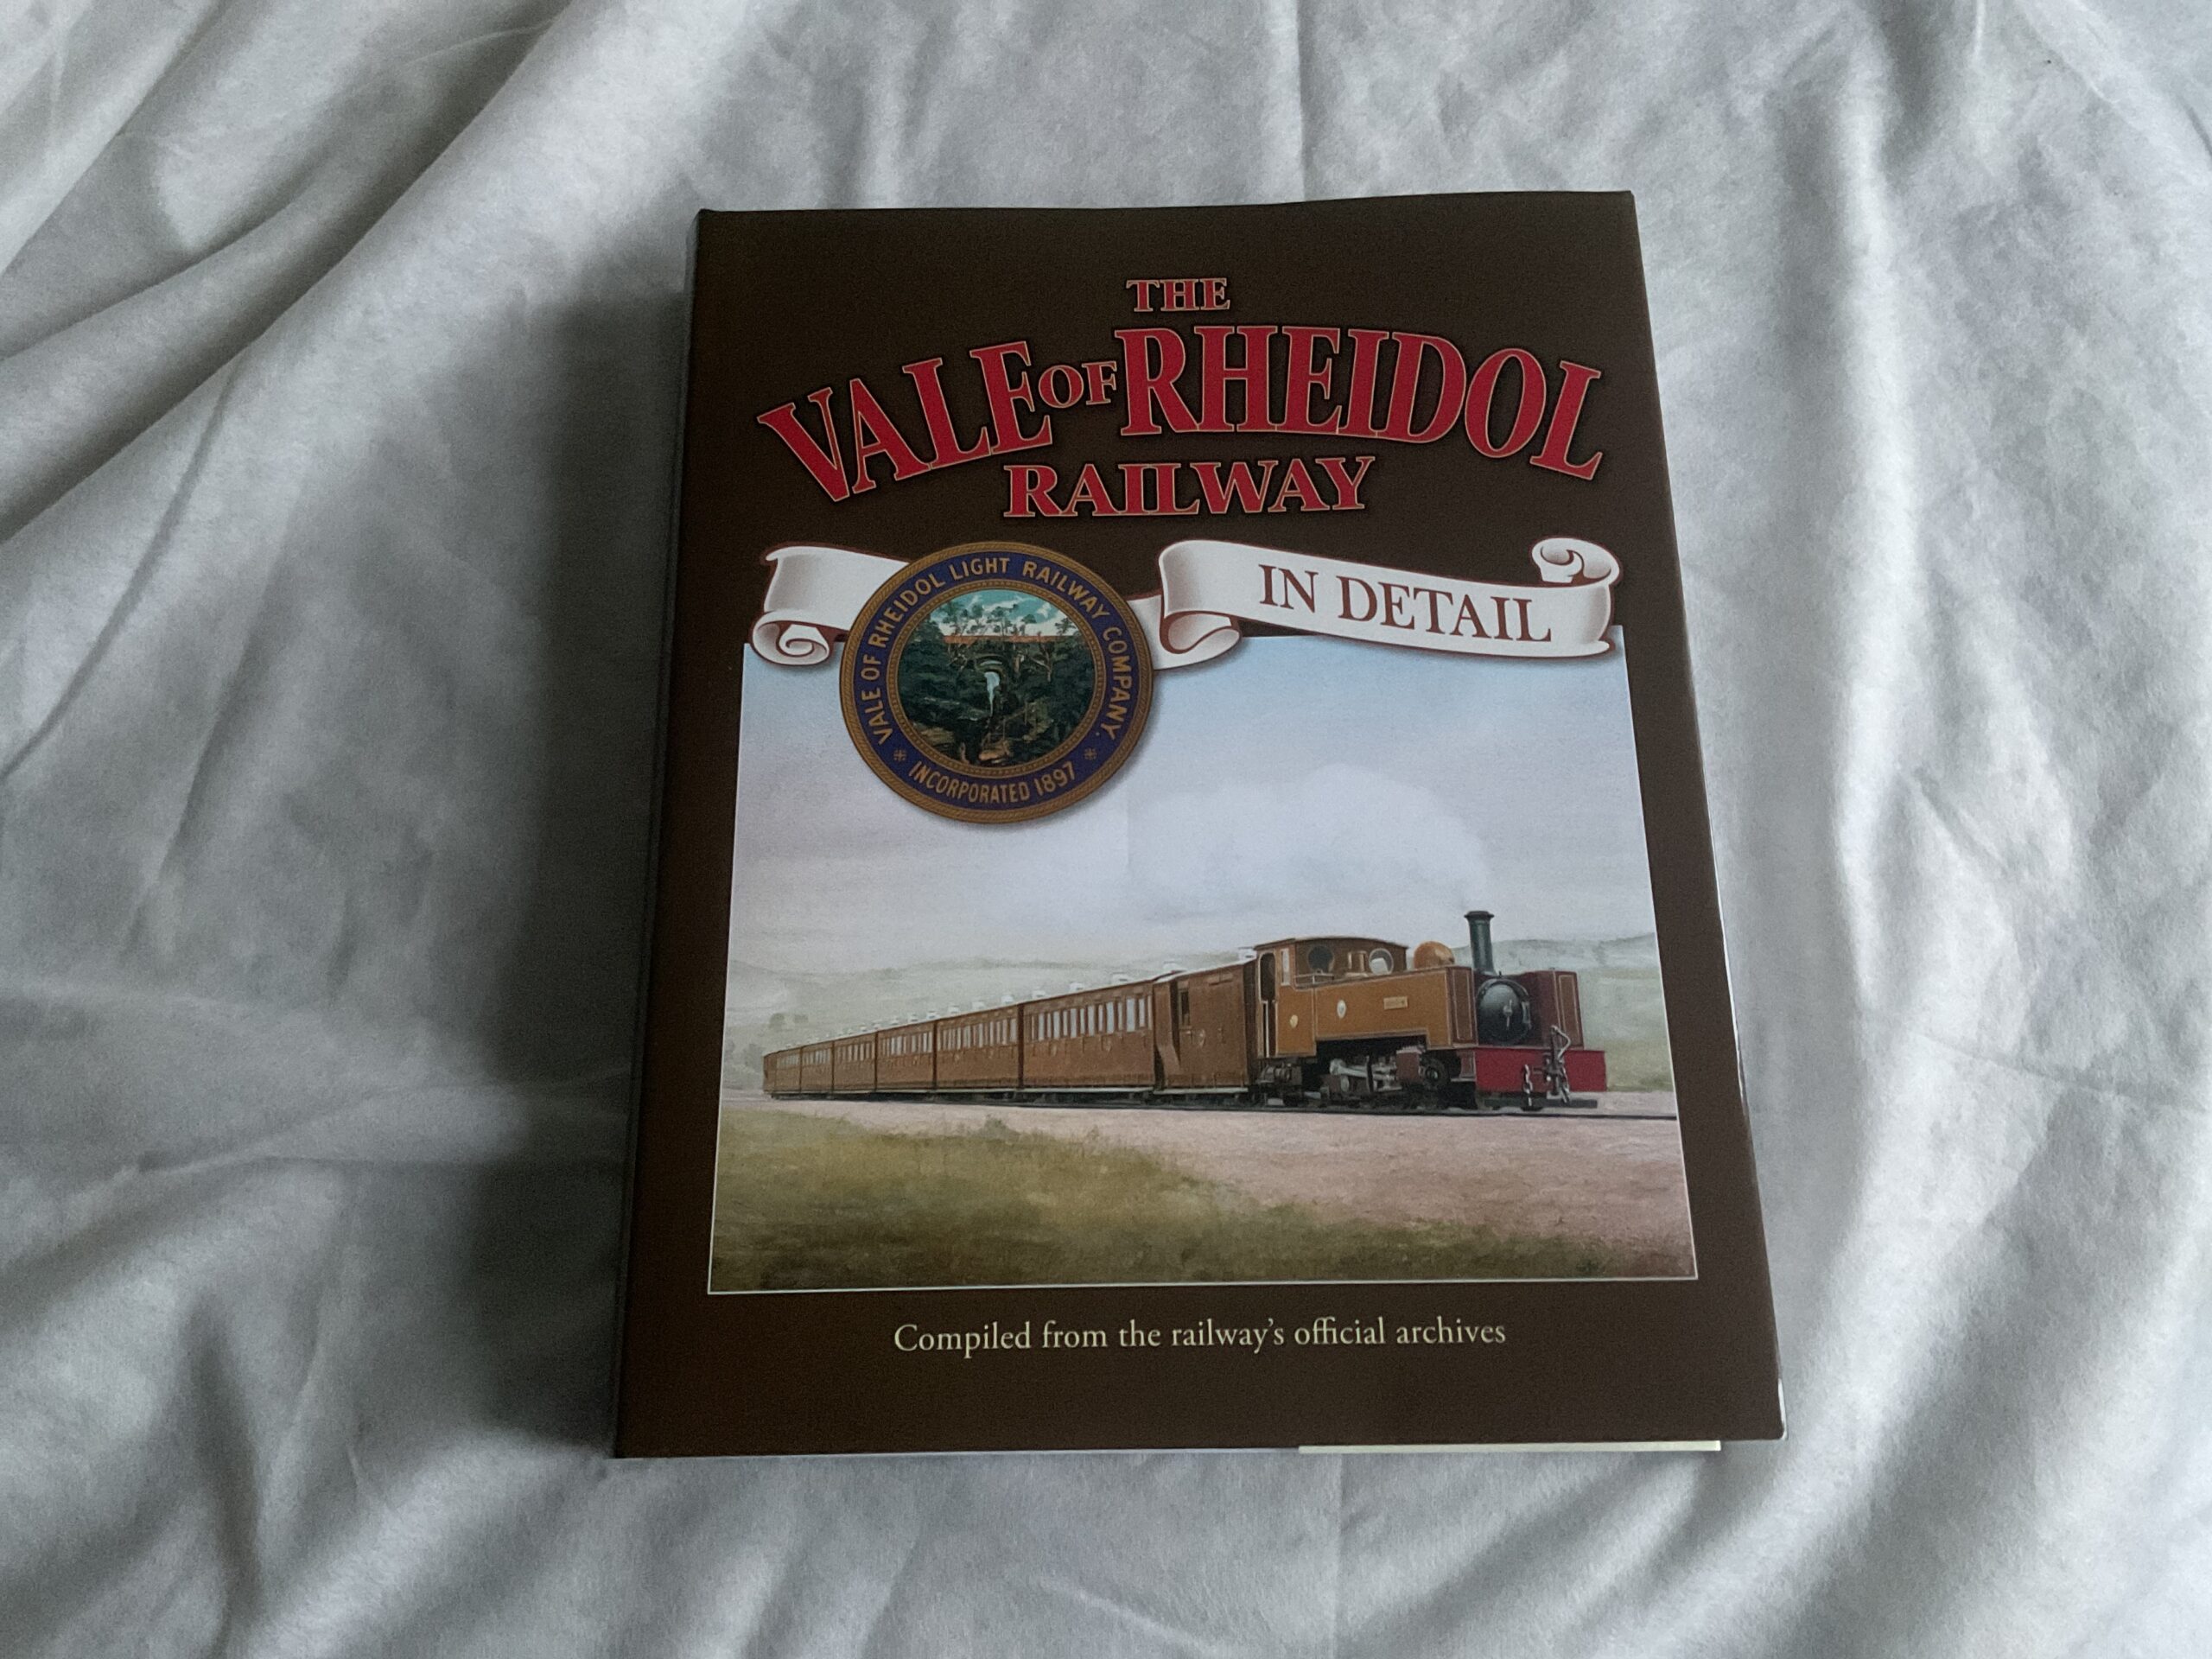 THE
VALE OF RHEIDOL
RAILWAY
IN DETAIL
VALE OF RHEIDOL LIGHT RAILWAY COMPANY.
INCORPORATED 1897
Compiled from the railway's official archives